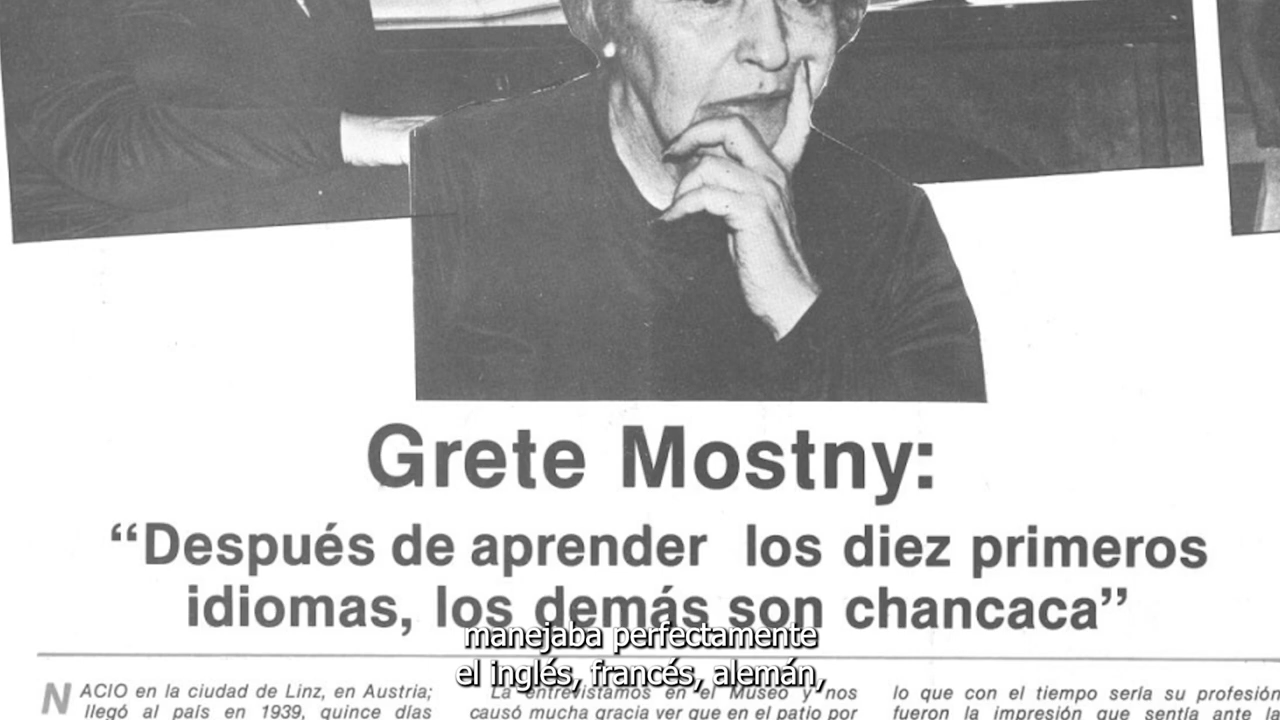 Grete Mostny:
“Después de aprender los diez primeros
idiomas, los demás son chancaca”
manejaba perfectamente
el inglés, francés, alemán,
NACIO en la ciudad de Linz, en Austria;
llegó al país en 1939, quince días
La entrevistamos en el Museo y nos
causó mucha gracia ver que en el patio por
lo que con el tiempo sería su profesión
fueron la impresión que sentía ante la